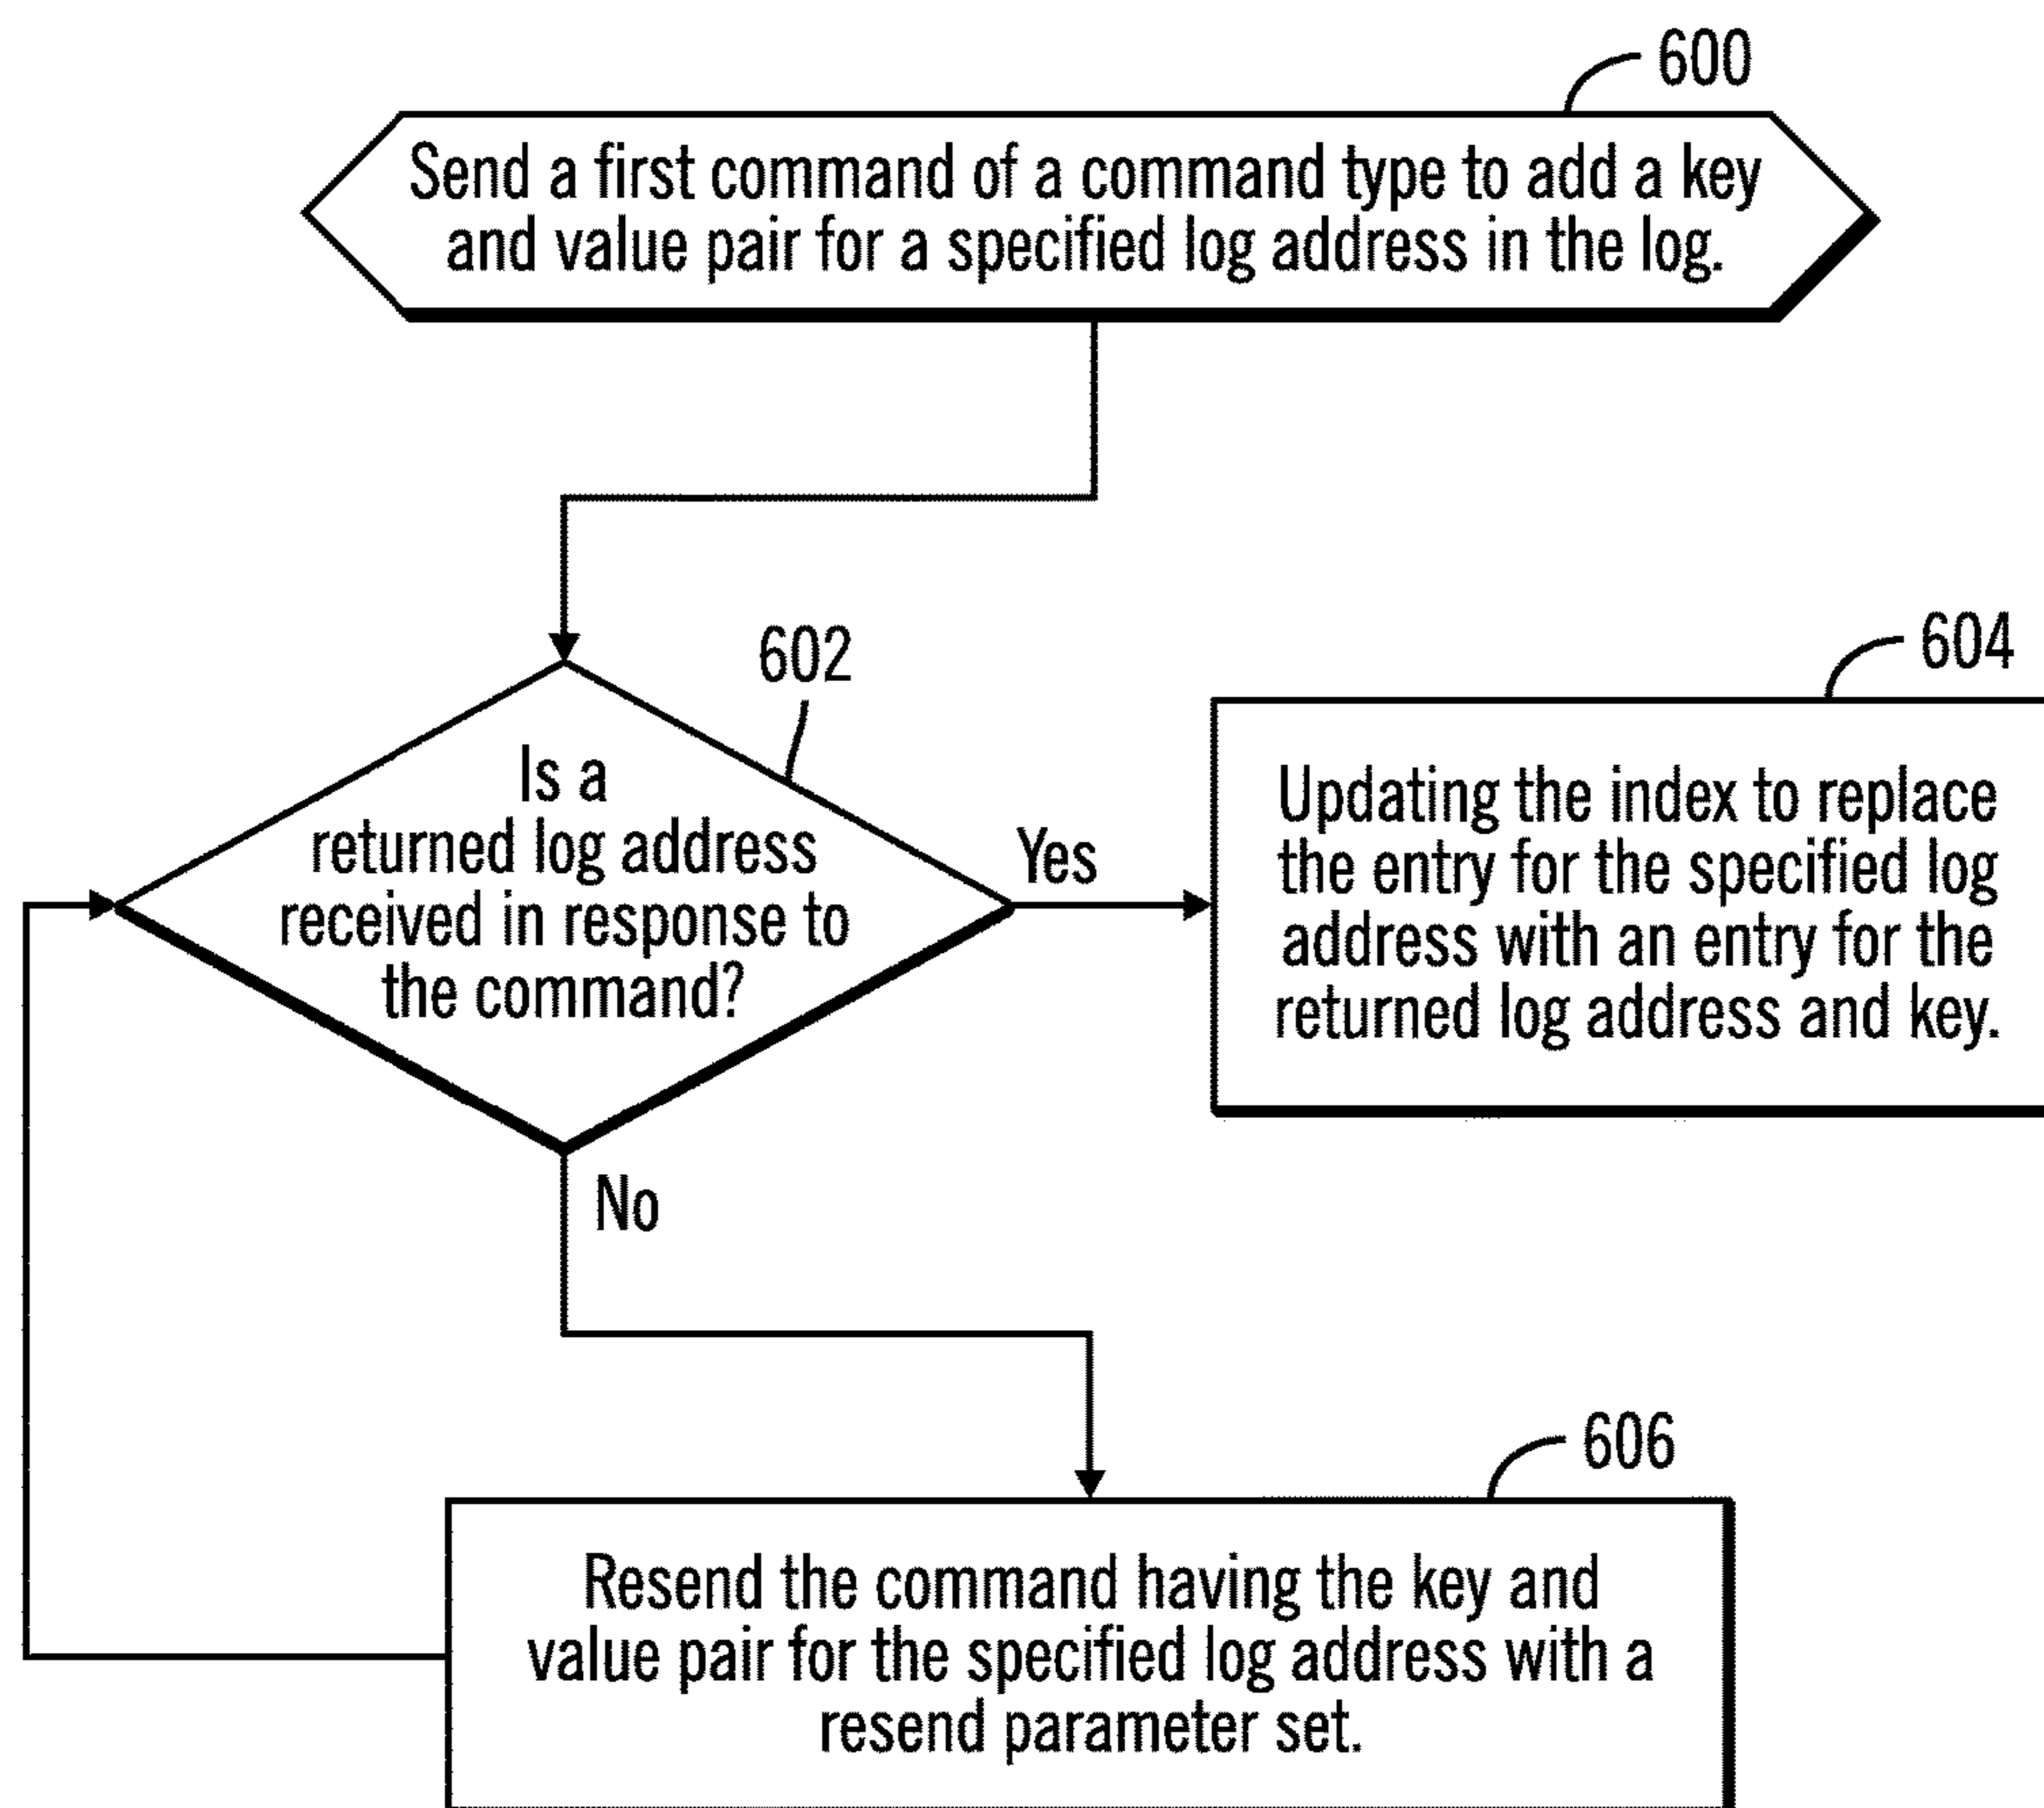 600
Send a first command of a command type to add a key
and value pair for a specified log address in the log.
602
Is a
returned log address
received in response to
the command?
Yes
604
Updating the index to replace
the entry for the specified log
address with an entry for the
returned log address and key.
No
606
Resend the command having the key and
value pair for the specified log address with a
resend parameter set.